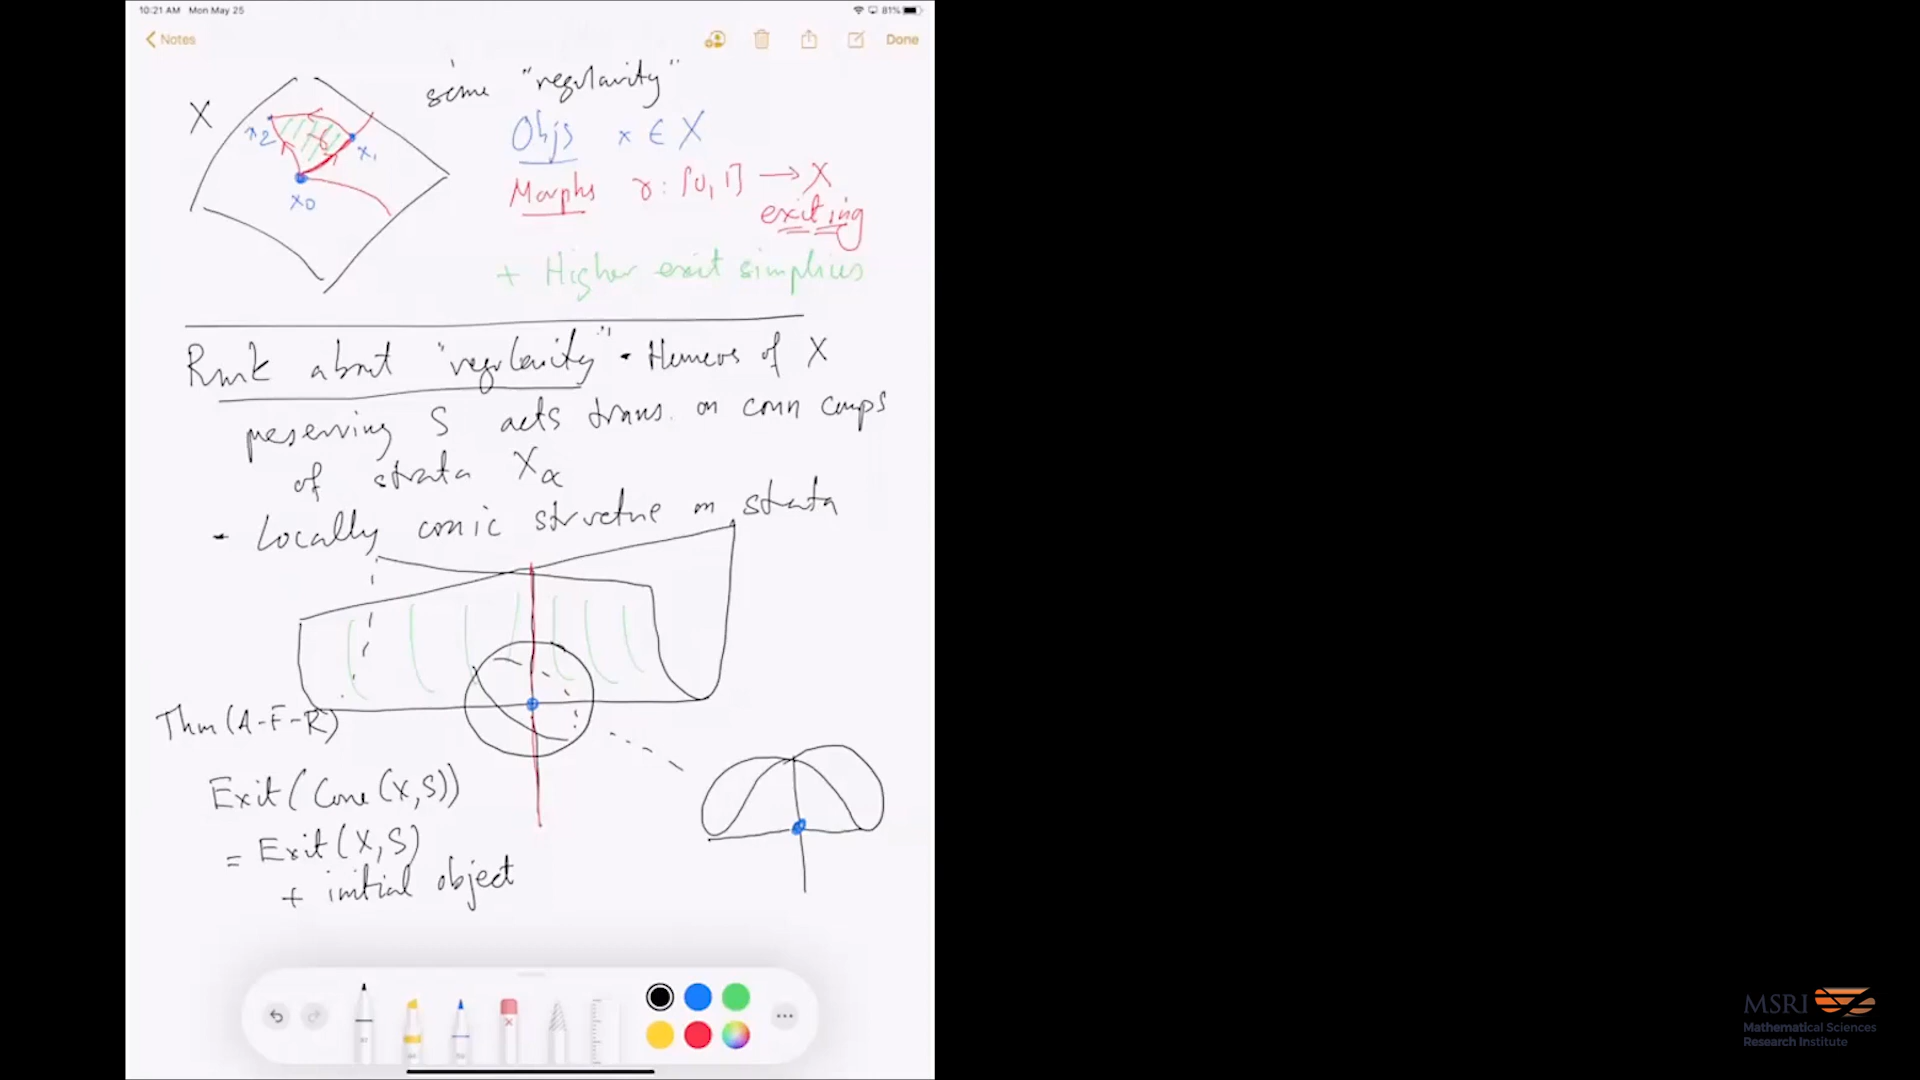 10:21 AM Mon May 25
81%
Notes
Done
some "regularity"
X
Objs x ∈ X
x2
x1
x0
Morphs γ: [0, 1] → X
exiting
+ Higher exit simplices
Rmk about "regularity" • Homeos of X
preserving S acts trans. on conn comps
of strata Xα
- Locally conic structure on strata
Thm (A-F-R)
Exit(Cone(X,S))
= Exit(X,S)
+ initial object
MSRI
Mathematical Sciences
Research Institute